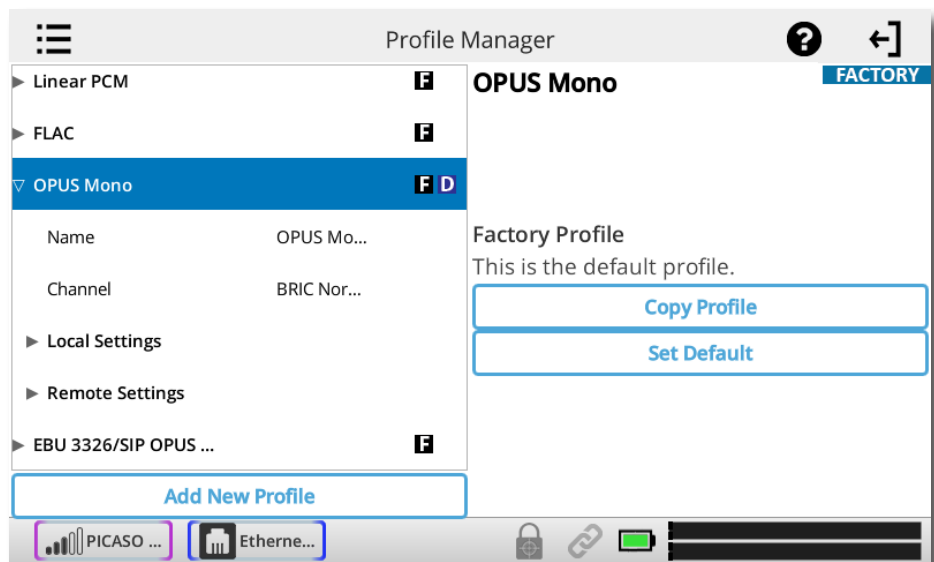 Profile Manager
?
Linear PCM F
FLAC F
OPUS Mono F D
Name OPUS Mo...
Channel BRIC Nor...
Local Settings
Remote Settings
EBU 3326/SIP OPUS ... F
Add New Profile
OPUS Mono
FACTORY
Factory Profile
This is the default profile.
Copy Profile
Set Default
PICASO ... Etherne...